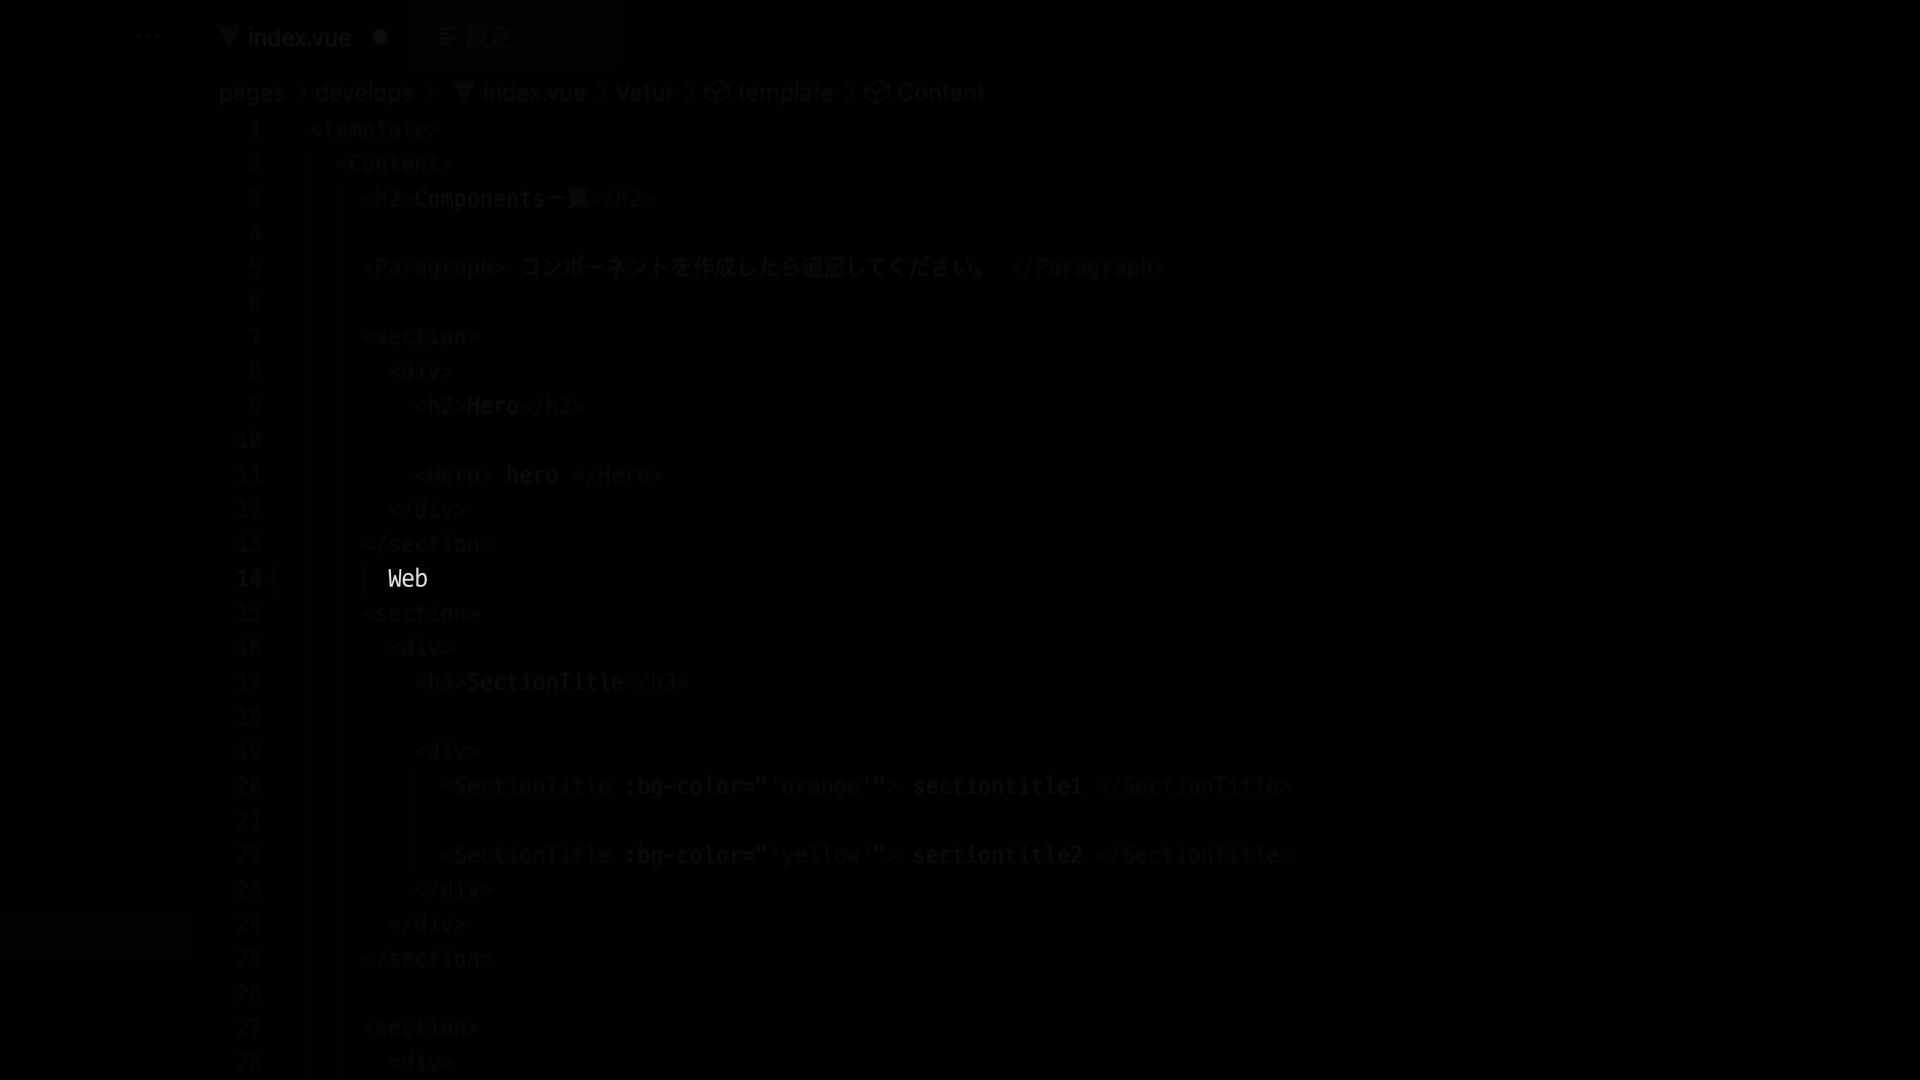 index.vue ● 設定
pages > develops > index.vue > Vetur > template > Content
1 <template>
2 <Content>
3 <h2>Components一覧</h2>
4
5 <Paragraph> コンポーネントを作成したら追記してください。 </Paragraph>
6
7 <section>
8 <div>
9 <h2>Hero</h2>
10
11 <Hero> hero </Hero>
12 </div>
13 </section>
14 Web
15 <section>
16 <div>
17 <h3>SectionTitle</h3>
18
19 <div>
20 <SectionTitle :bg-color="'orange'"> sectiontitle1 </SectionTitle>
21
22 <SectionTitle :bg-color="'yellow'"> sectiontitle2 </SectionTitle>
23 </div>
24 </div>
25 </section>
26
27 <section>
28 <div>